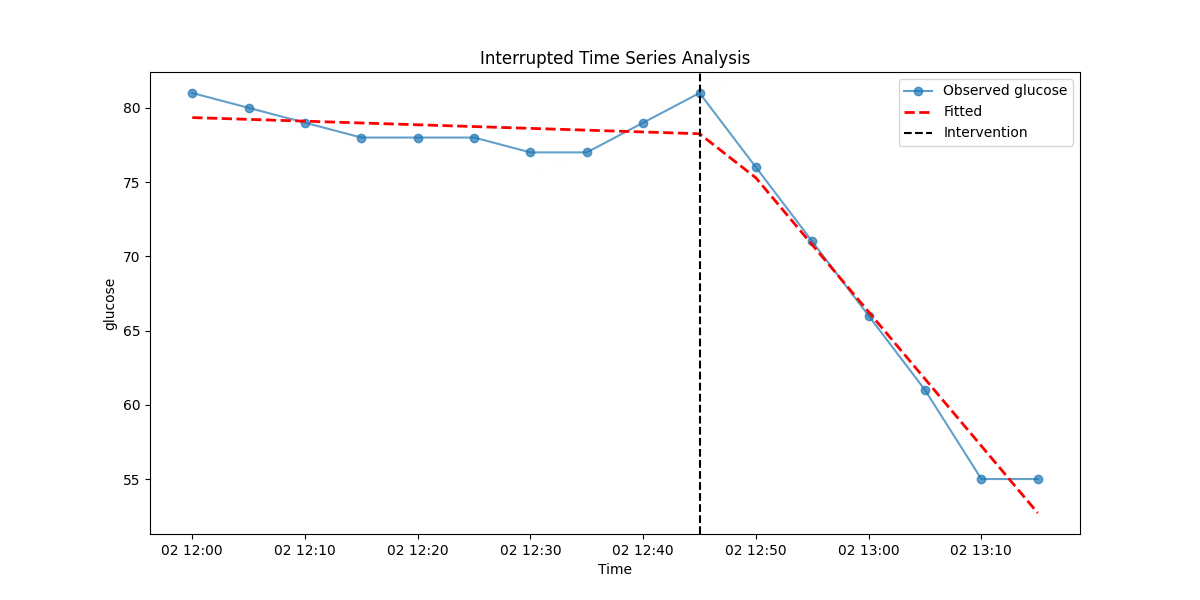 Interrupted Time Series Analysis
Observed glucose
Fitted
Intervention
glucose
80
75
70
65
60
55
02 12:00 02 12:10 02 12:20 02 12:30 02 12:40 02 12:50 02 13:00 02 13:10
Time